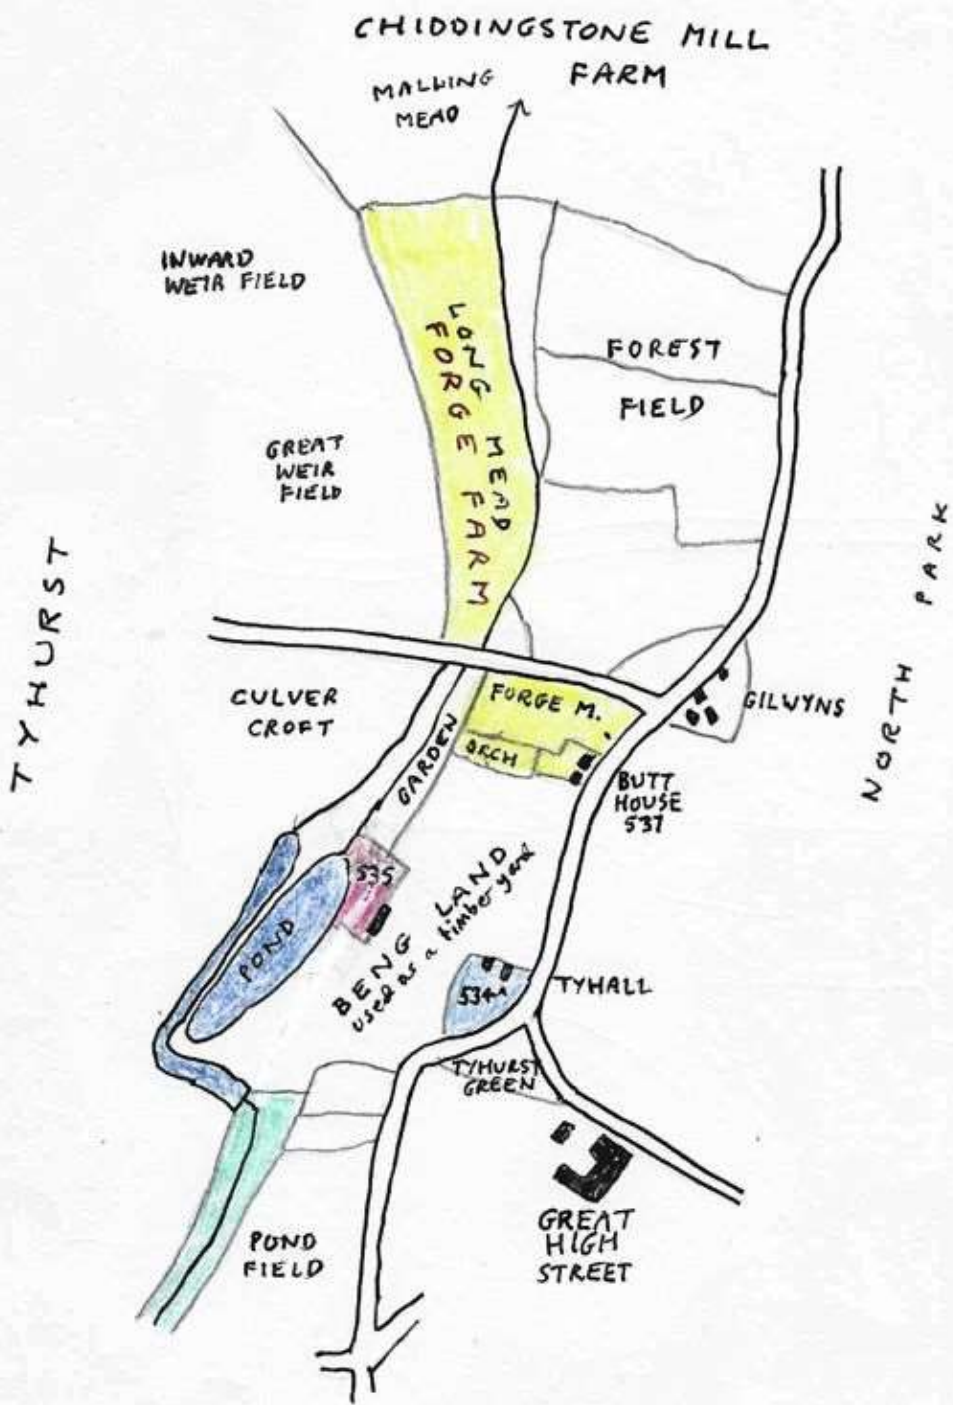 CHIDDINGSTONE MILL
FARM
MALLING
MEAD
INWARD
WEIR FIELD
LONG MEAD
FORGE FARM
FOREST
FIELD
GREAT
WEIR
FIELD
TYHURST
NORTH PARK
CULVER
CROFT
GARDEN
FORGE M.
ORCH
GILWYNS
BUTT
HOUSE
537
535
POND
BENG LAND
used as a timber yard
534
TYHALL
TYHURST
GREEN
GREAT
HIGH
STREET
POND
FIELD